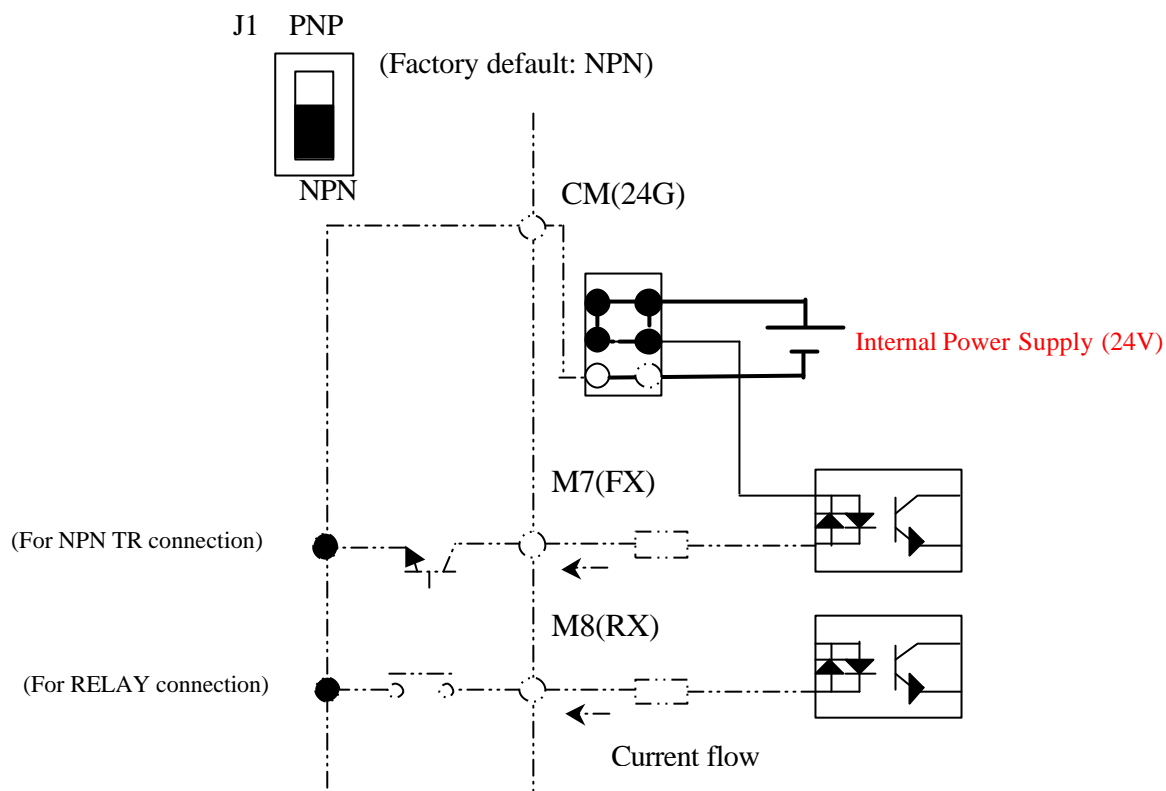 J1 PNP
(Factory default: NPN)
NPN
CM(24G)
Internal Power Supply (24V)
M7(FX)
(For NPN TR connection)
M8(RX)
(For RELAY connection)
Current flow